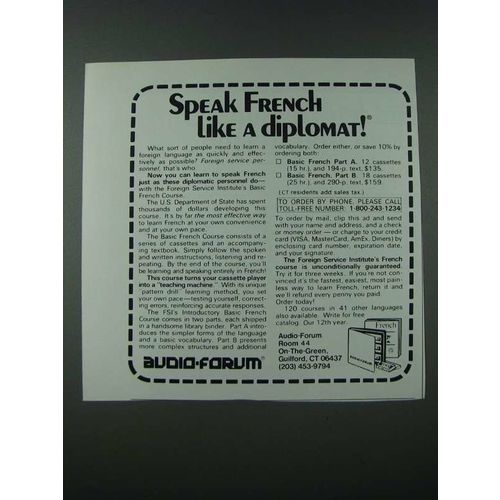 SPEAK FRENCH
LIKE A diplOMAT!®
What sort of people need to learn a
foreign language as quickly and effec-
tively as possible? Foreign service per-
sonnel, that's who.
Now you can learn to speak French
just as these diplomatic personnel do—
with the Foreign Service Institute's Basic
French Course.
The U.S. Department of State has spent
thousands of dollars developing this
course. It's by far the most effective way
to learn French at your own convenience
and at your own pace.
The Basic French Course consists of a
series of cassettes and an accompany-
ing textbook. Simply follow the spoken
and written instructions, listening and re-
peating. By the end of the course, you'll
be learning and speaking entirely in French!
This course turns your cassette player
into a "teaching machine." With its unique
"pattern drill" learning method, you set
your own pace—testing yourself, correct-
ing errors, reinforcing accurate responses.
The FSI's Introductory Basic French
Course comes in two parts, each shipped
in a handsome library binder. Part A intro-
duces the simpler forms of the language
and a basic vocabulary. Part B presents
more complex structures and additional
AUDIO-FORUM®
vocabulary. Order either, or save 10% by
ordering both:
□ Basic French Part A. 12 cassettes
(15 hr.), and 194-p. text, $135.
□ Basic French, Part B. 18 cassettes
(25 hr.), and 290-p. text, $159.
(CT residents add sales tax.)
TO ORDER BY PHONE, PLEASE CALL
TOLL-FREE NUMBER: 1-800-243-1234
To order by mail, clip this ad and send
with your name and address, and a check
or money order — or charge to your credit
card (VISA, MasterCard, AmEx, Diners) by
enclosing card number, expiration date,
and your signature.
The Foreign Service Institute's French
course is unconditionally guaranteed.
Try it for three weeks. If you're not con-
vinced it's the fastest, easiest, most pain-
less way to learn French, return it and
we'll refund every penny you paid.
Order today!
120 courses in 41 other languages
also available. Write for free
catalog. Our 12th year.
Audio-Forum
Room 44
On-The-Green,
Guilford, CT 06437
(203) 453-9794
French